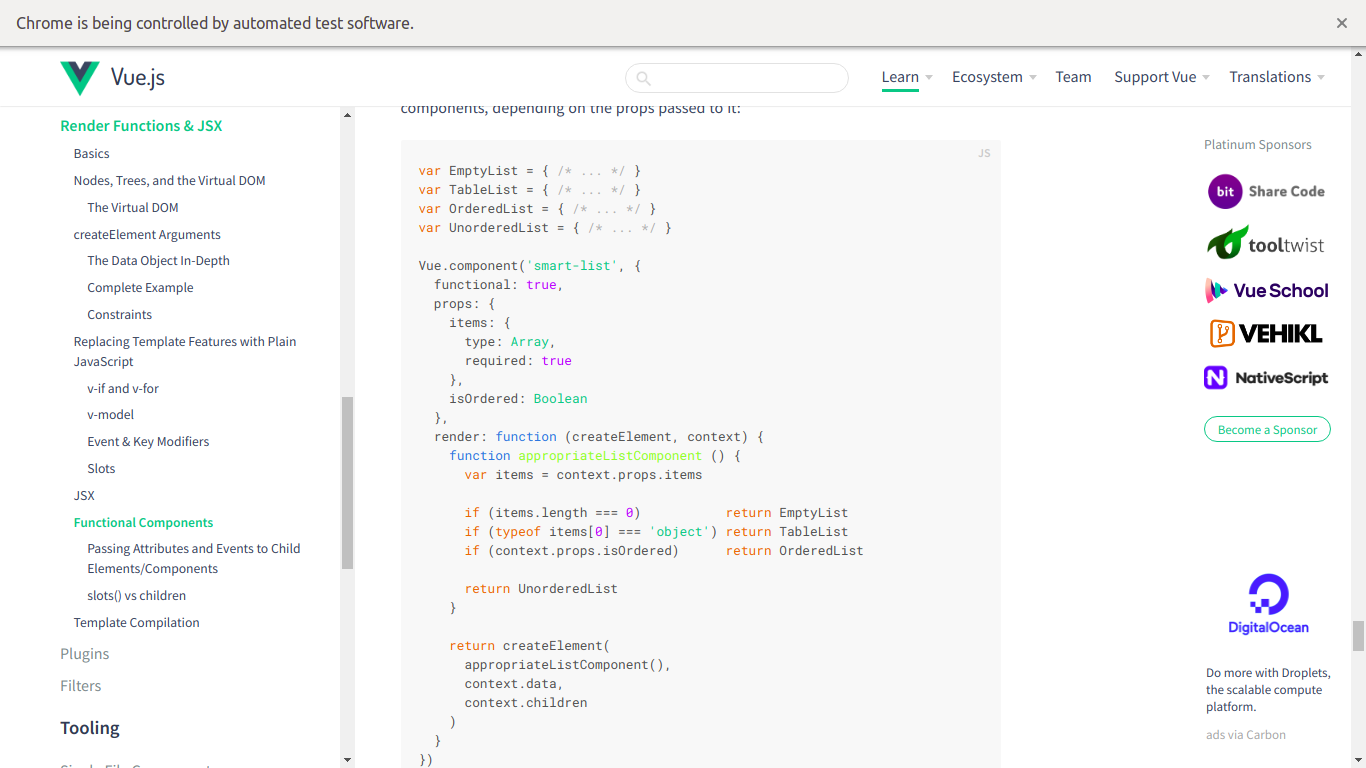 Chrome is being controlled by automated test software.
Vue.js
Learn
Ecosystem
Team
Support Vue
Translations
Render Functions & JSX
Basics
Nodes, Trees, and the Virtual DOM
The Virtual DOM
createElement Arguments
The Data Object In-Depth
Complete Example
Constraints
Replacing Template Features with Plain
JavaScript
v-if and v-for
v-model
Event & Key Modifiers
Slots
JSX
Functional Components
Passing Attributes and Events to Child
Elements/Components
slots() vs children
Template Compilation
Plugins
Filters
Tooling
components, depending on the props passed to it:
JS
var EmptyList = { /* ... */ }
var TableList = { /* ... */ }
var OrderedList = { /* ... */ }
var UnorderedList = { /* ... */ }
Vue.component('smart-list', {
functional: true,
props: {
items: {
type: Array,
required: true
},
isOrdered: Boolean
},
render: function (createElement, context) {
function appropriateListComponent () {
var items = context.props.items
if (items.length === 0) return EmptyList
if (typeof items[0] === 'object') return TableList
if (context.props.isOrdered) return OrderedList
return UnorderedList
}
return createElement(
appropriateListComponent(),
context.data,
context.children
)
}
})
Platinum Sponsors
bit Share Code
tooltwist
Vue School
VEHIKL
NativeScript
Become a Sponsor
DigitalOcean
Do more with Droplets,
the scalable compute
platform.
ads via Carbon